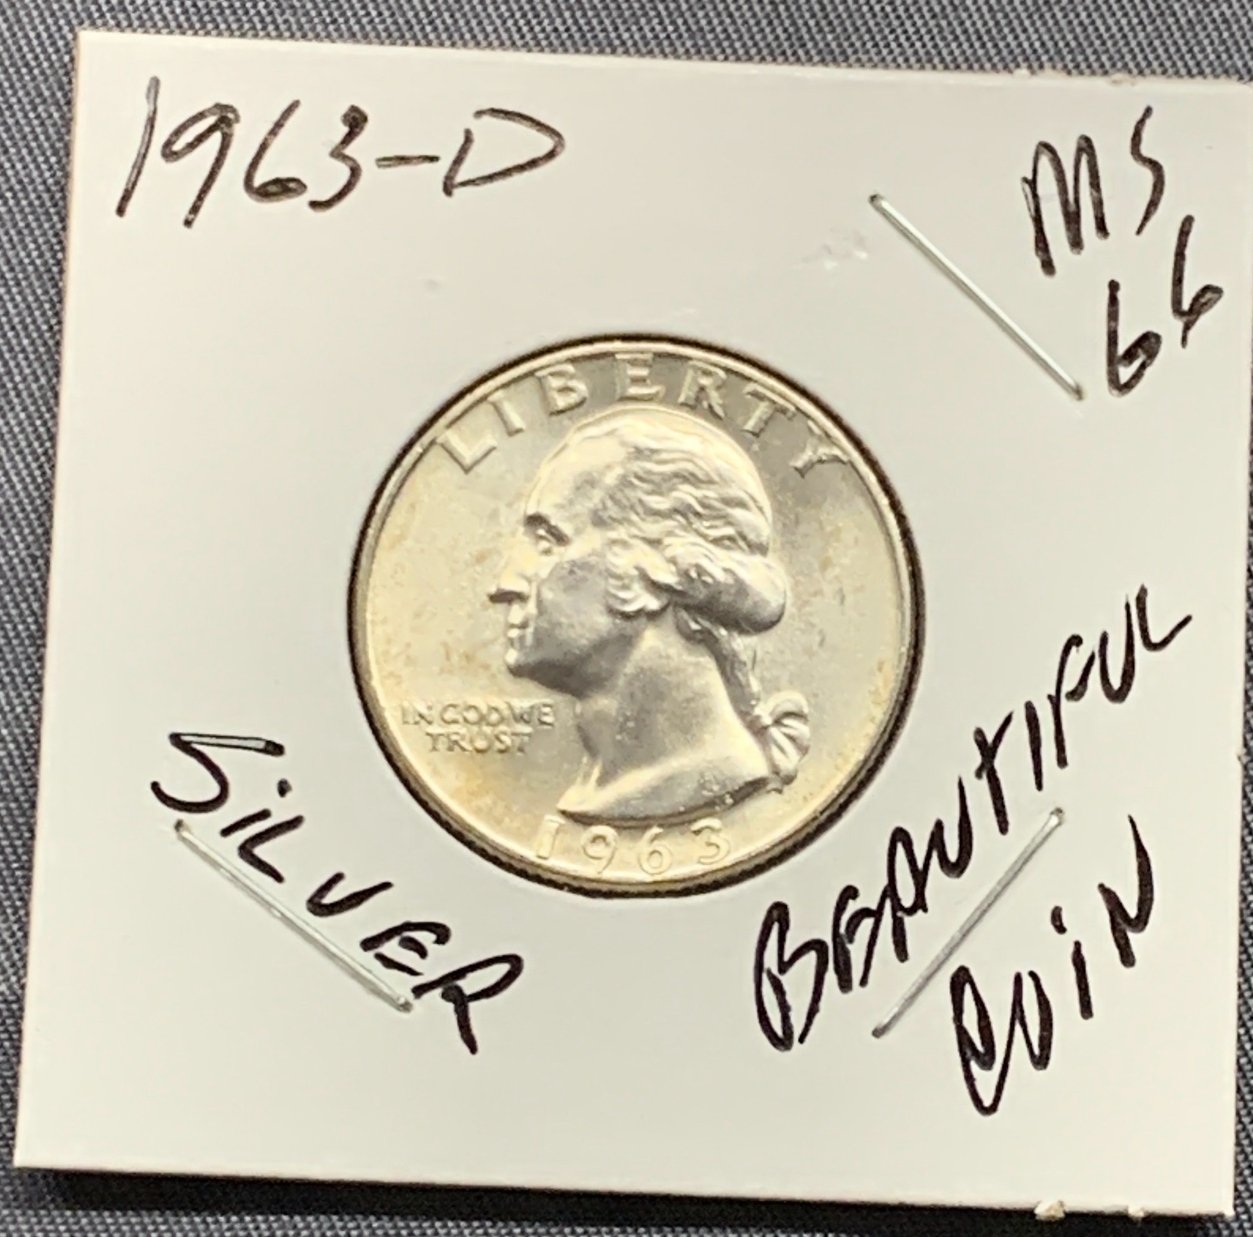 1963-D
MS
66
LIBERTY
IN GOD WE
TRUST
1963
SiLVER
BEAUTIFUL
COiN